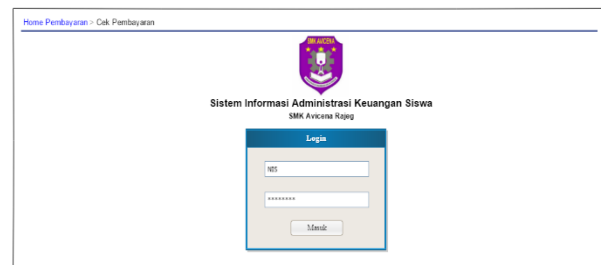 Home Pembayaran > Cek Pembayaran
SMK AVICENA
Sistem Informasi Administrasi Keuangan Siswa
SMK Avicena Rajeg
Login
NIS
********
Masuk